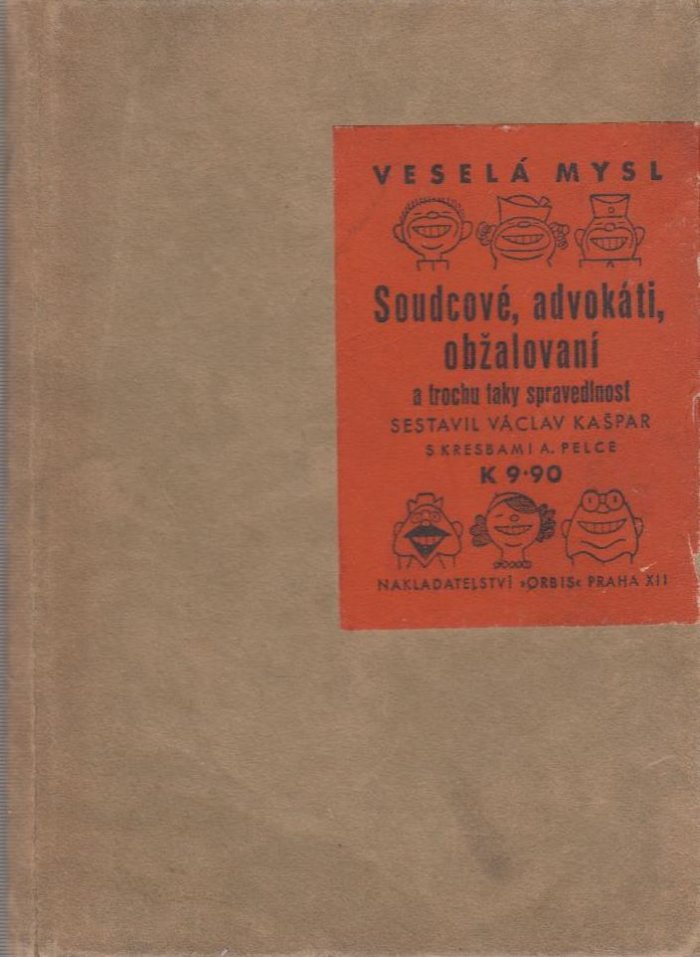 VESELÁ MYSL
Soudcové, advokáti,
obžalovaní
a trochu taky spravedlnost
SESTAVIL VÁCLAV KAŠPAR
S KRESBAMI A. PELCE
K 9·90
NAKLADATELSTVÍ »ORBIS« PRAHA XII